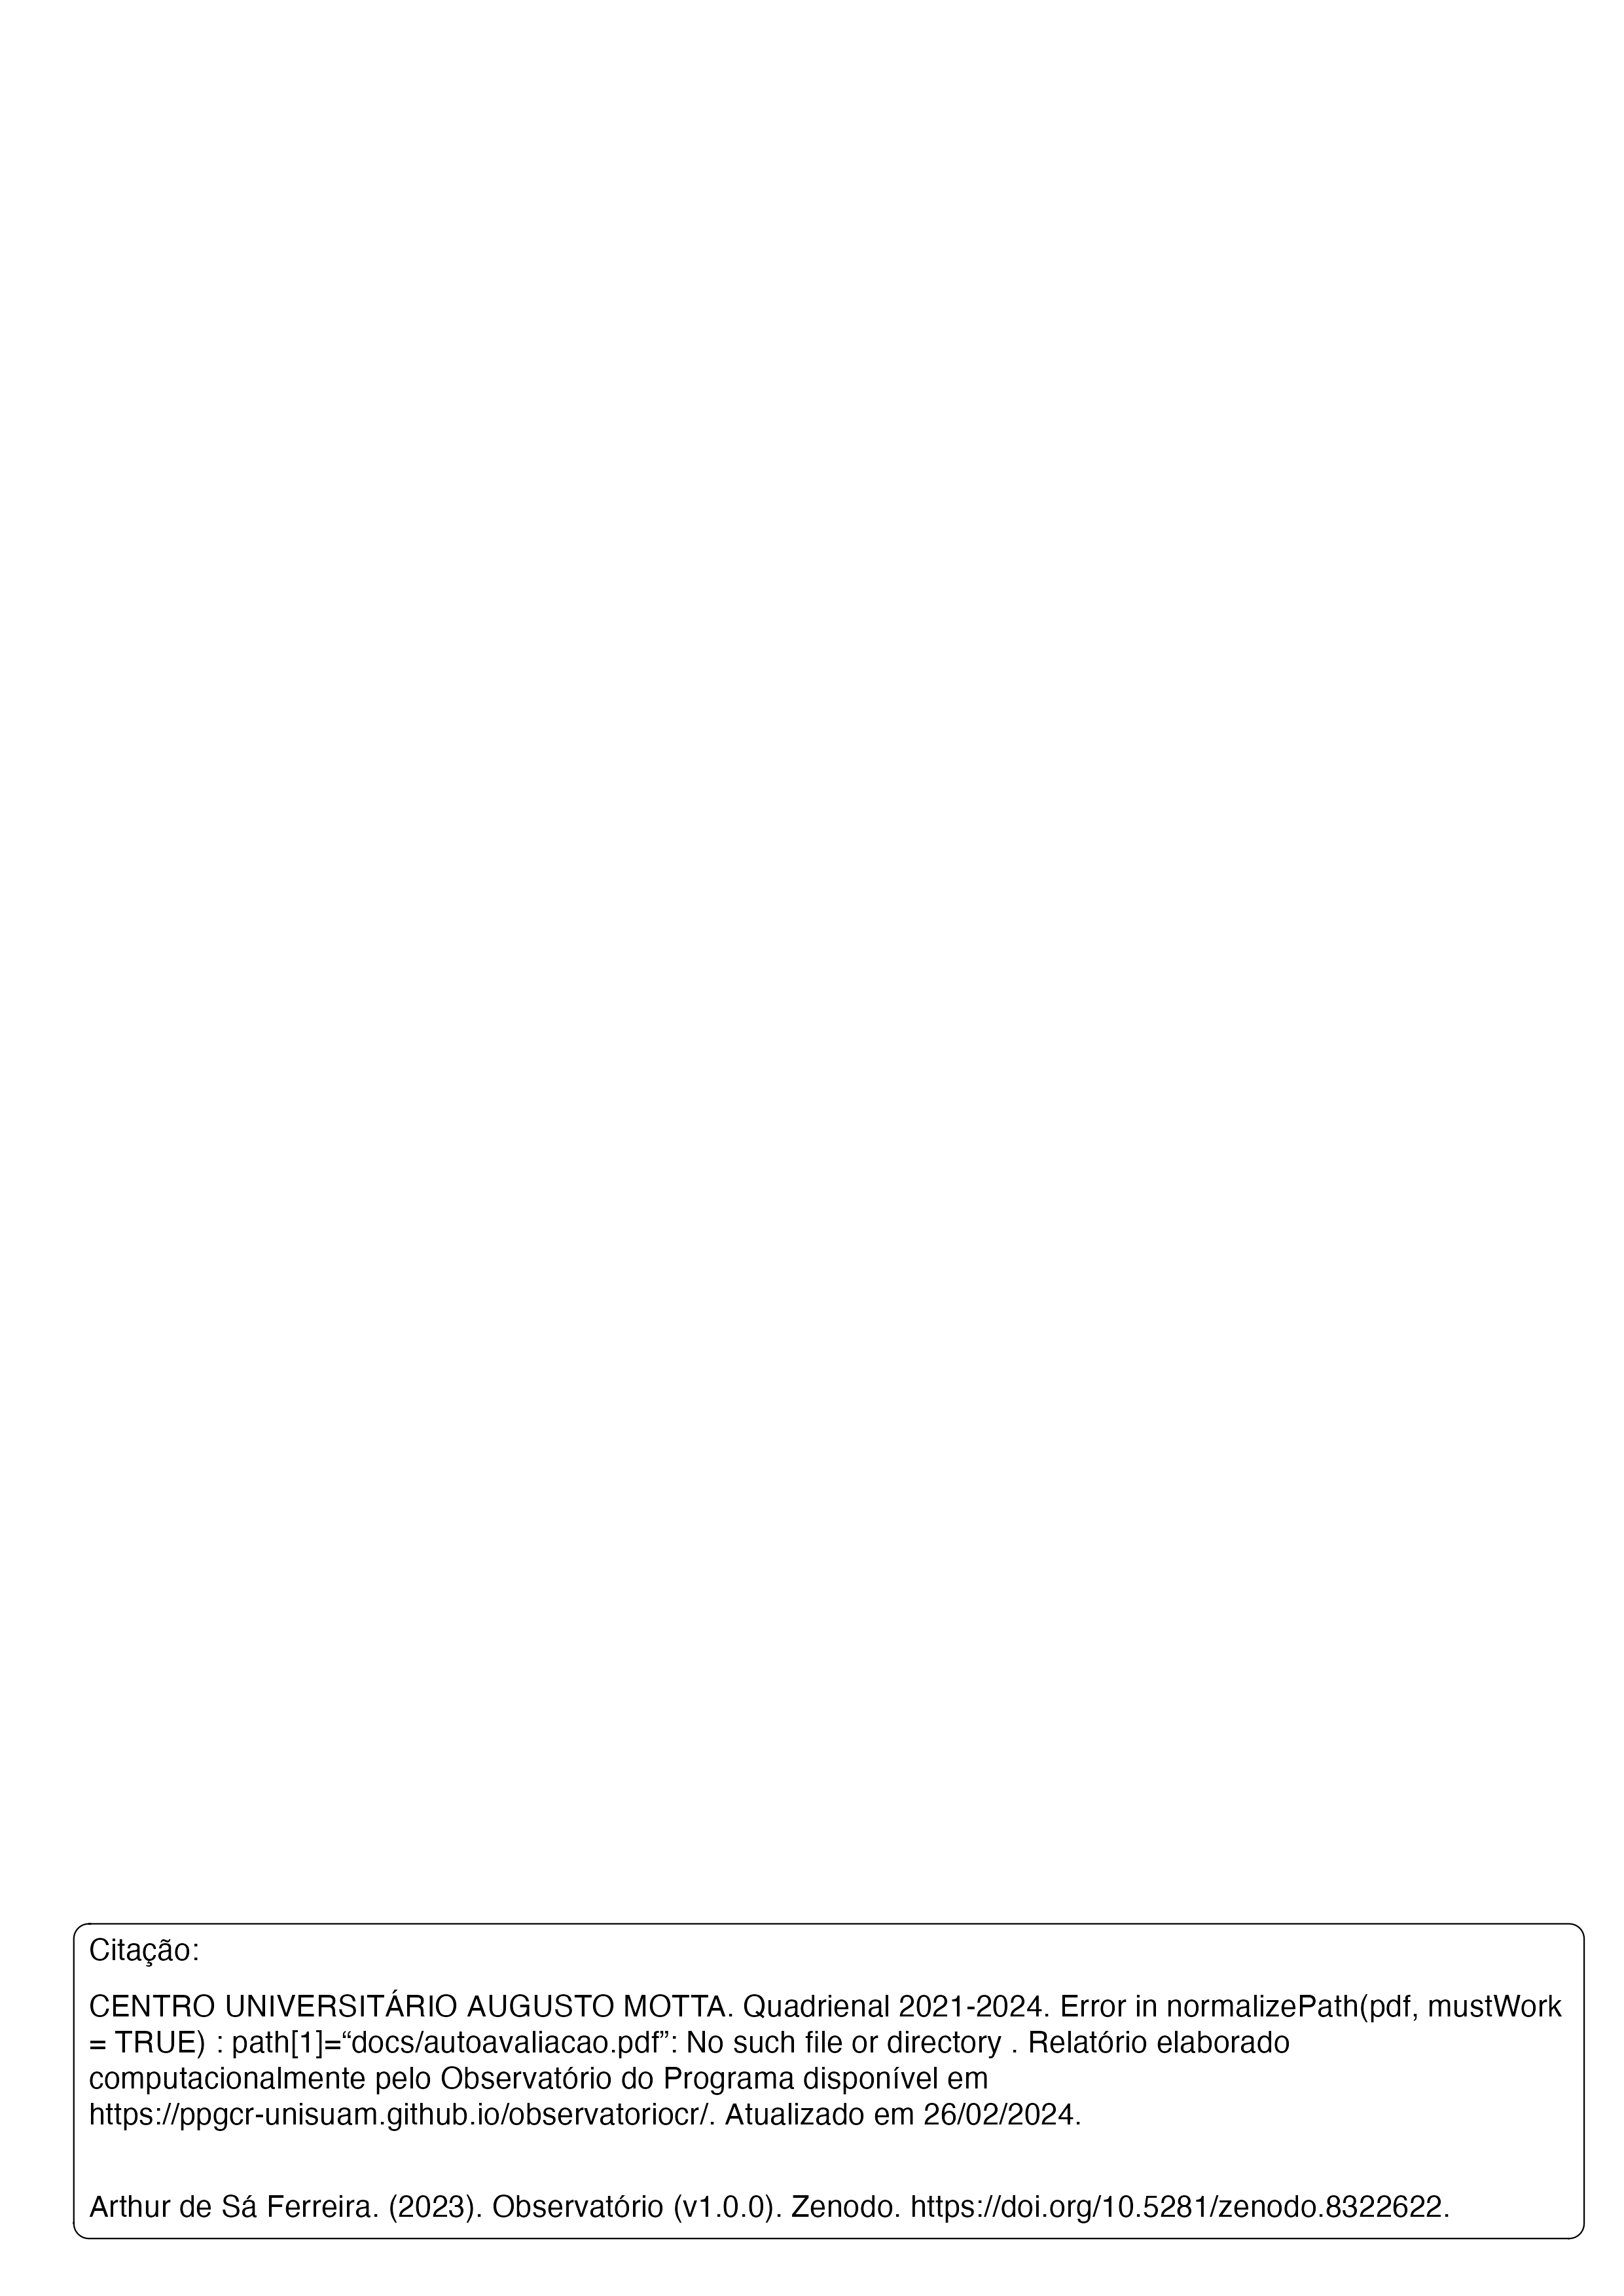 Citação:
CENTRO UNIVERSITÁRIO AUGUSTO MOTTA. Quadrienal 2021-2024. Error in normalizePath(pdf, mustWork
= TRUE) : path[1]=“docs/autoavaliacao.pdf”: No such file or directory . Relatório elaborado
computacionalmente pelo Observatório do Programa disponível em
https://ppgcr-unisuam.github.io/observatoriocr/. Atualizado em 26/02/2024.
Arthur de Sá Ferreira. (2023). Observatório (v1.0.0). Zenodo. https://doi.org/10.5281/zenodo.8322622.